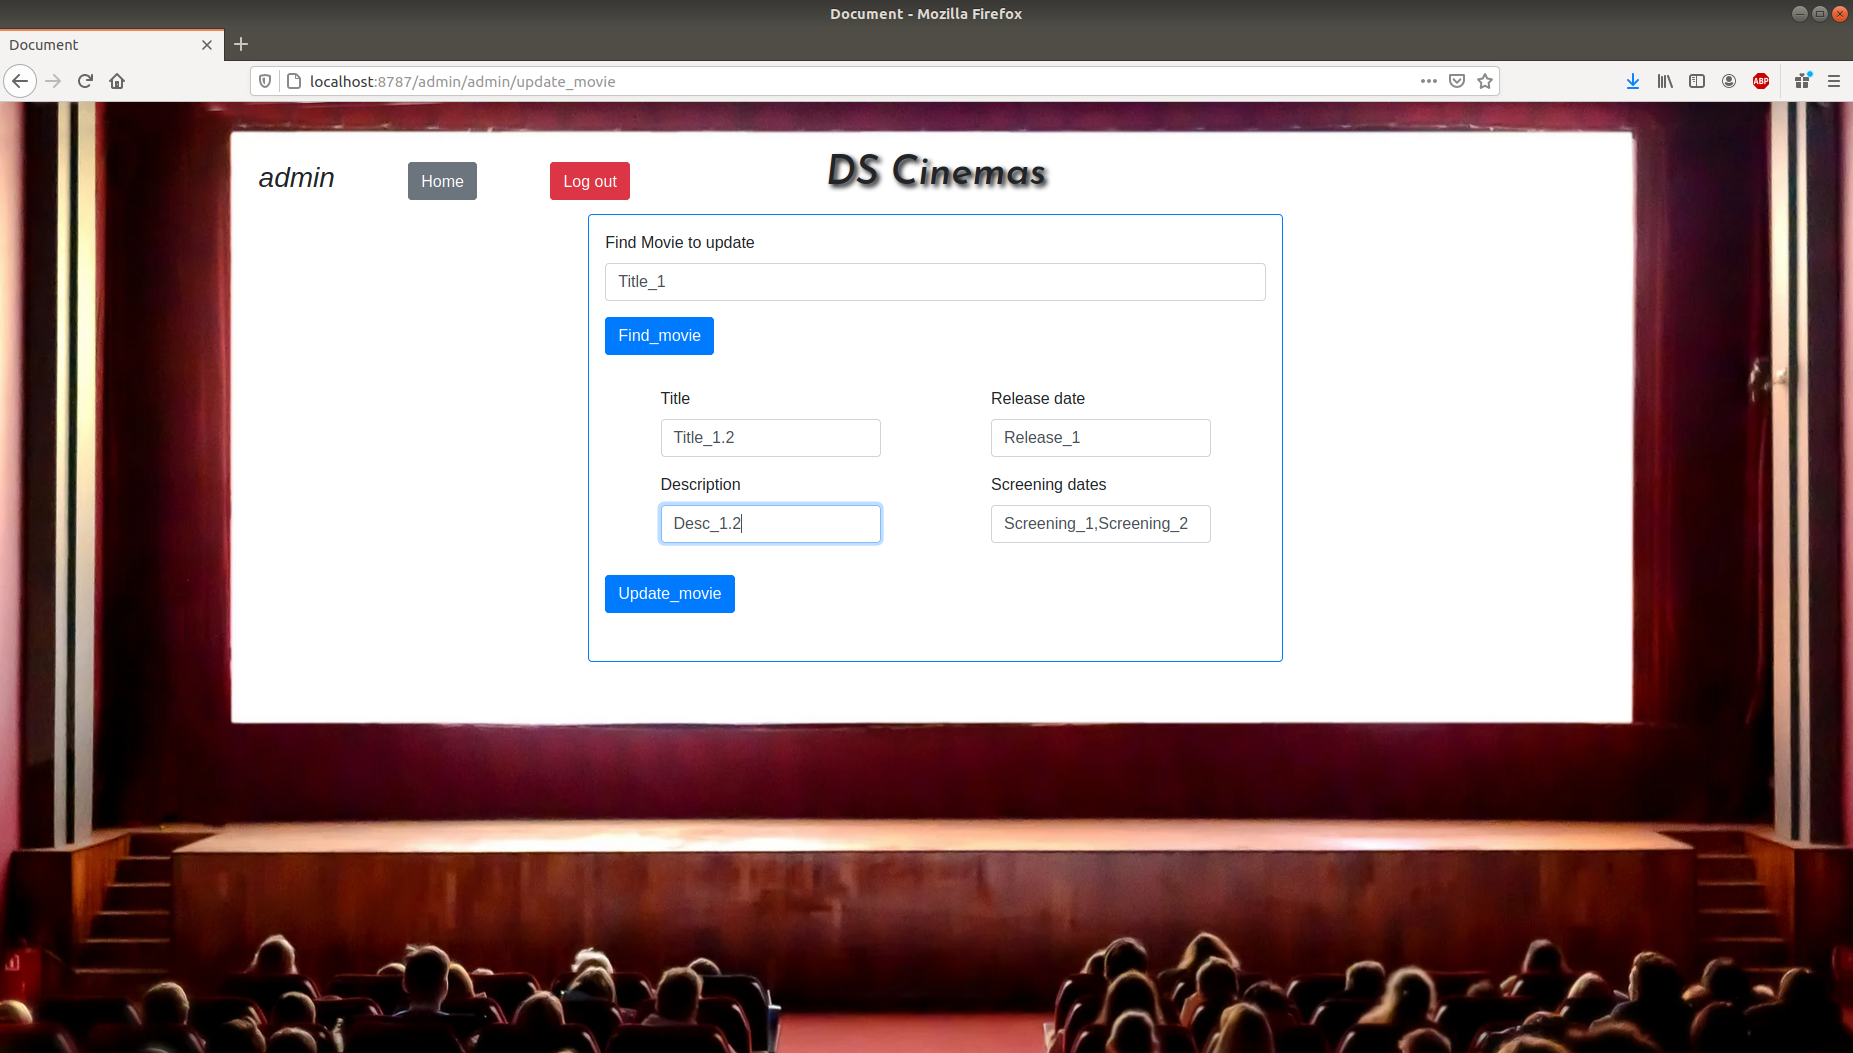 Document - Mozilla Firefox
Document
localhost:8787/admin/admin/update_movie
ABP
admin
Home
Log out
DS Cinemas
Find Movie to update
Title_1
Find_movie
Title
Release date
Title_1.2
Release_1
Description
Screening dates
Desc_1.2
Screening_1,Screening_2
Update_movie